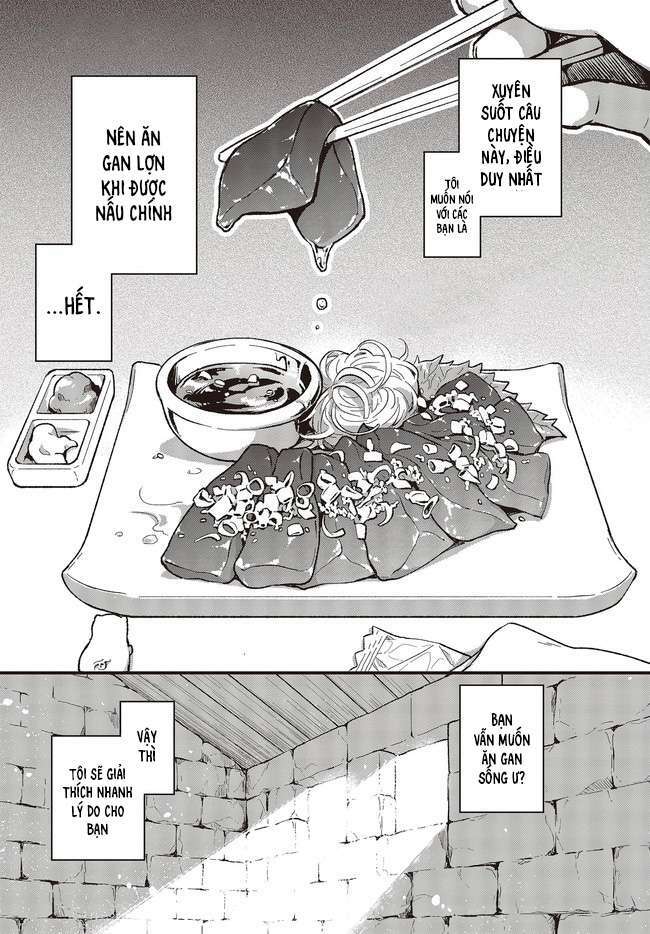 XUYÊN
SUỐT CÂU
CHUYỆN
NÀY, ĐIỀU
DUY NHẤT
TÔI
MUỐN NÓI
VỚI CÁC
BẠN LÀ
NÊN ĂN
GAN LỢN
KHI ĐƯỢC
NẤU CHÍNH
...HẾT.
BẠN
VẪN MUỐN
ĂN GAN
SỐNG Ư?
VẬY
THÌ
TÔI SẼ GIẢI
THÍCH NHANH
LÝ DO CHO
BẠN